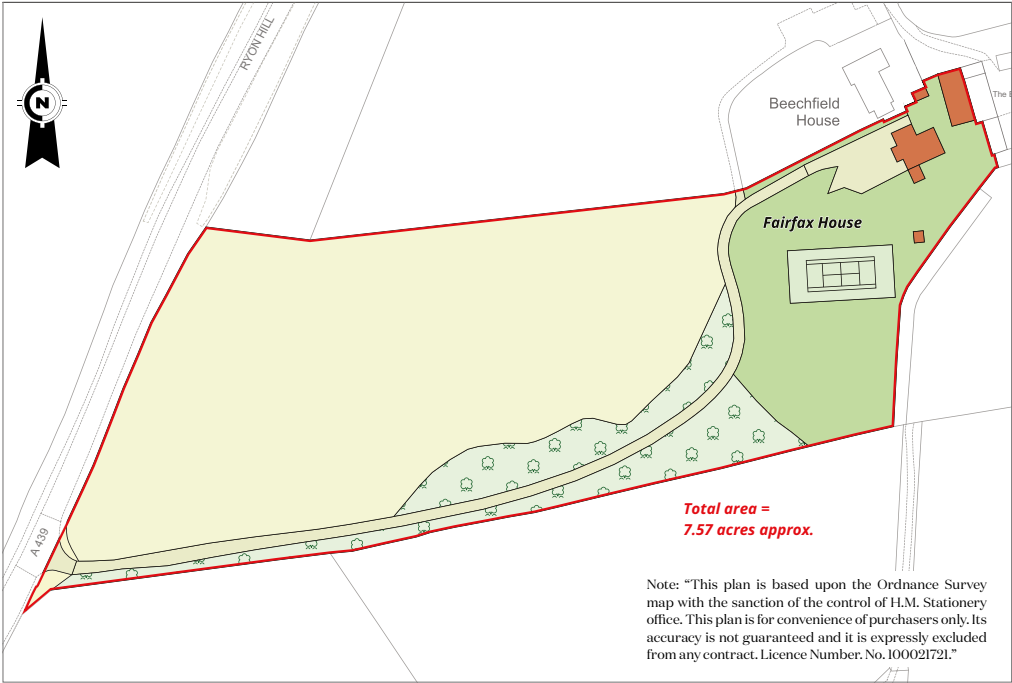 RYON HILL
N
Beechfield
House
The
Fairfax House
A 439
Total area =
7.57 acres approx.
Note: “This plan is based upon the Ordnance Survey
map with the sanction of the control of H.M. Stationery
office. This plan is for convenience of purchasers only. Its
accuracy is not guaranteed and it is expressly excluded
from any contract. Licence Number. No. 100021721.”